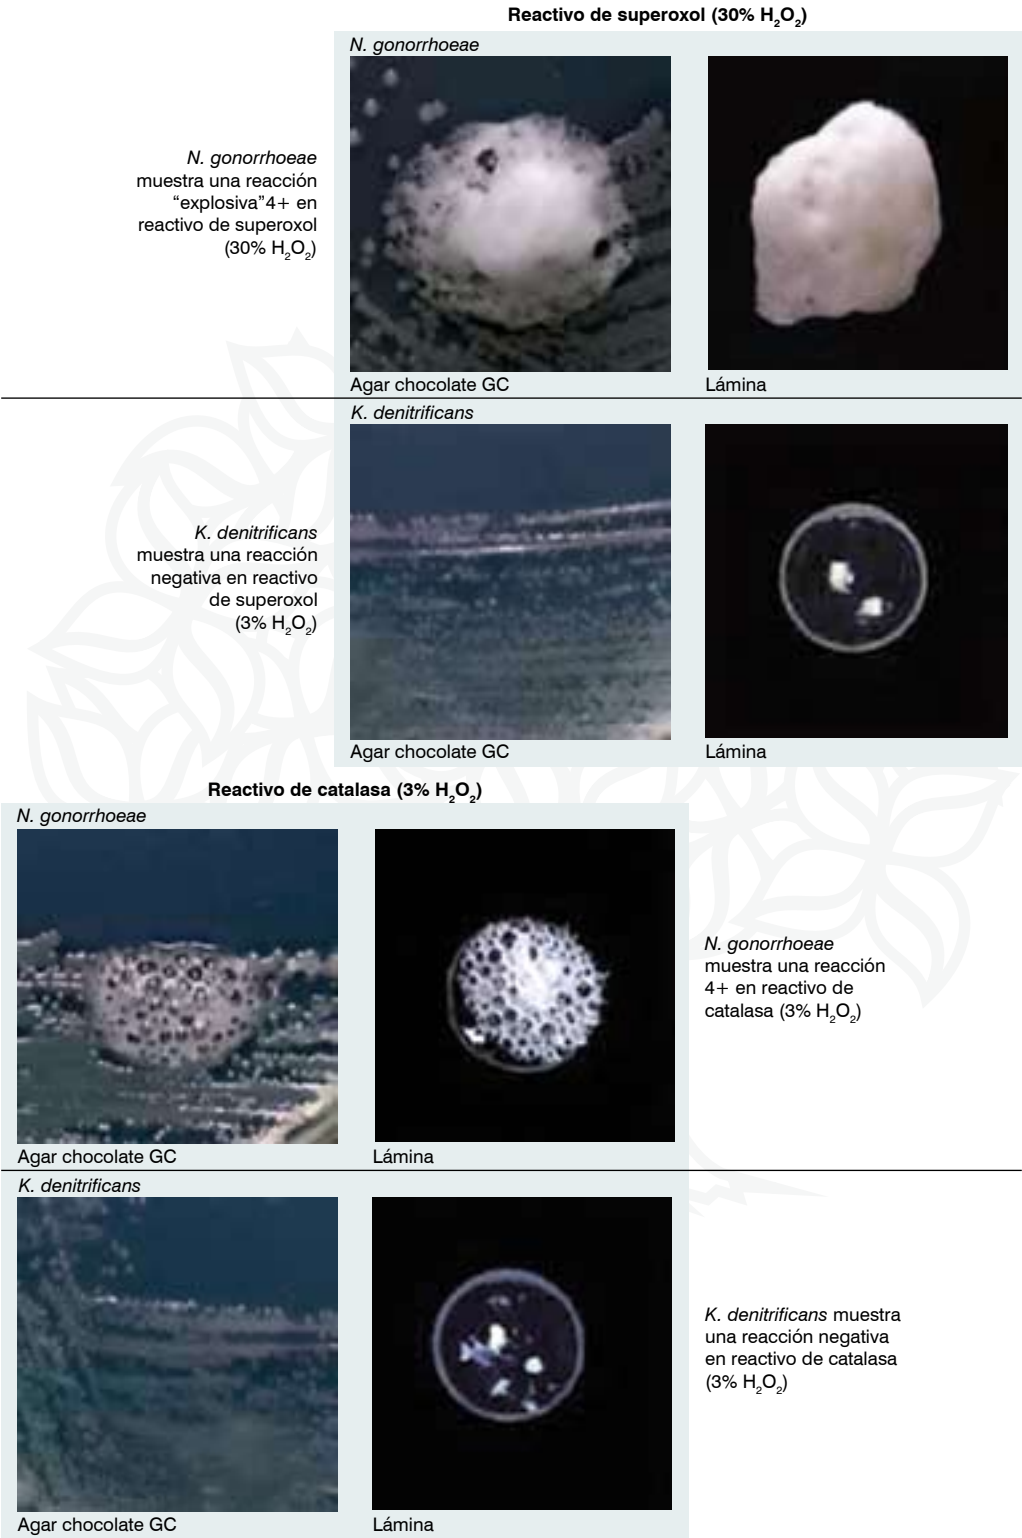 Reactivo de superoxol (30% H₂O₂)
N. gonorrhoeae
N. gonorrhoeae
muestra una reacción
“explosiva”4+ en
reactivo de superoxol
(30% H₂O₂)
Agar chocolate GC
Lámina
K. denitrificans
K. denitrificans
muestra una reacción
negativa en reactivo
de superoxol
(3% H₂O₂)
Agar chocolate GC
Lámina
Reactivo de catalasa (3% H₂O₂)
N. gonorrhoeae
N. gonorrhoeae
muestra una reacción
4+ en reactivo de
catalasa (3% H₂O₂)
Agar chocolate GC
Lámina
K. denitrificans
K. denitrificans muestra
una reacción negativa
en reactivo de catalasa
(3% H₂O₂)
Agar chocolate GC
Lámina